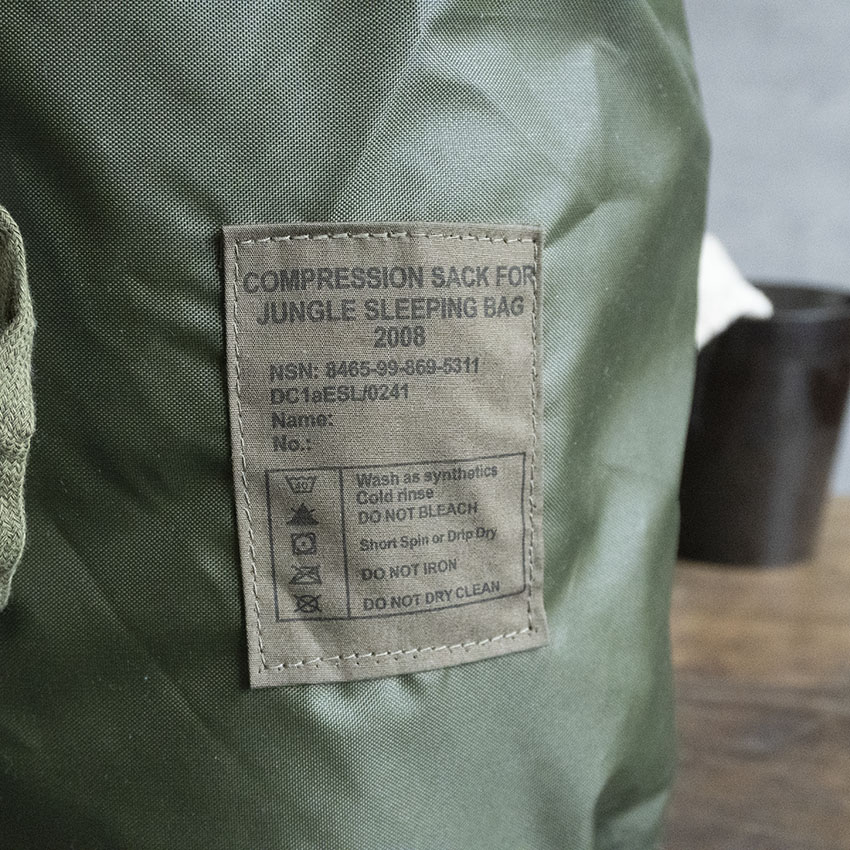 COMPRESSION SACK FOR
JUNGLE SLEEPING BAG
2008
NSN: 8465-99-869-5311
DC1aESL/0241
Name:
No.:
40
Wash as synthetics
Cold rinse
DO NOT BLEACH
Short Spin or Drip Dry
DO NOT IRON
DO NOT DRY CLEAN